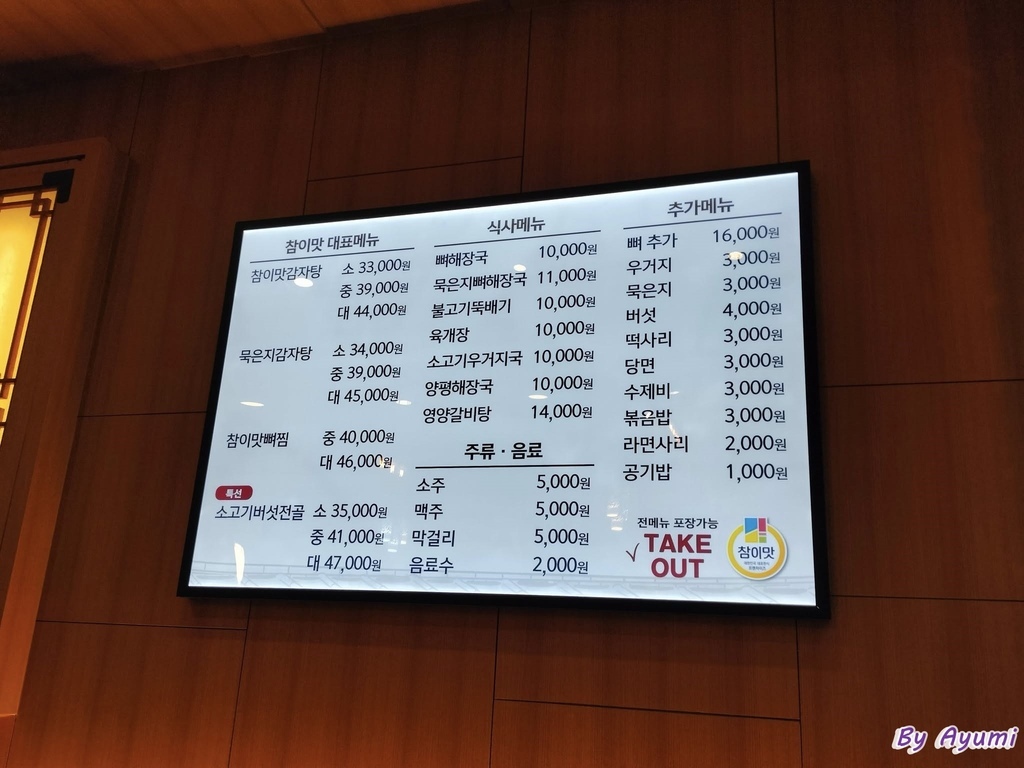 참이맛 대표메뉴
참이맛감자탕 소 33,000원
중 39,000원
대 44,000원
묵은지감자탕 소 34,000원
중 39,000원
대 45,000원
참이맛뼈찜 중 40,000원
대 46,000원
특선
소고기버섯전골 소 35,000원
중 41,000원
대 47,000원
식사메뉴
뼈해장국 10,000원
묵은지뼈해장국 11,000원
불고기뚝배기 10,000원
육개장 10,000원
소고기우거지국 10,000원
양평해장국 10,000원
영양갈비탕 14,000원
주류 · 음료
소주 5,000원
맥주 5,000원
막걸리 5,000원
음료수 2,000원
추가메뉴
뼈 추가 16,000원
우거지 3,000원
묵은지 3,000원
버섯 4,000원
떡사리 3,000원
당면 3,000원
수제비 3,000원
볶음밥 3,000원
라면사리 2,000원
공기밥 1,000원
전메뉴 포장가능
TAKE
OUT
참이맛
By Ayumi